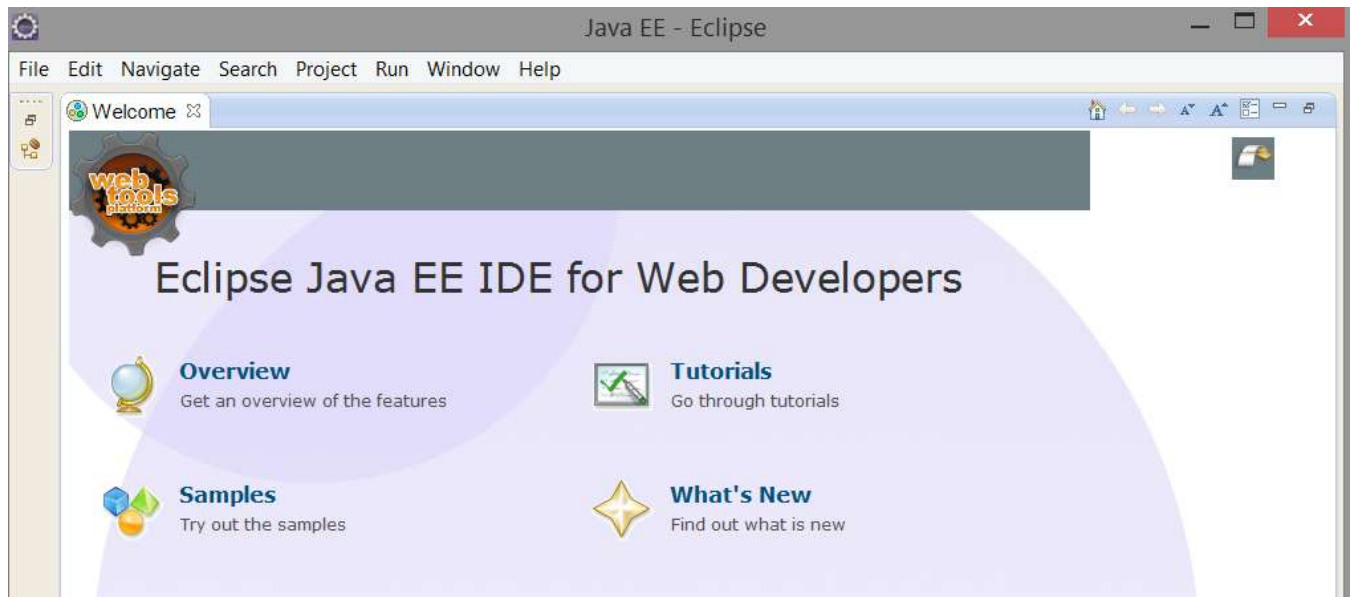 Java EE - Eclipse
File Edit Navigate Search Project Run Window Help
Welcome
web
tools
platform
Eclipse Java EE IDE for Web Developers
Overview
Get an overview of the features
Tutorials
Go through tutorials
Samples
Try out the samples
What's New
Find out what is new